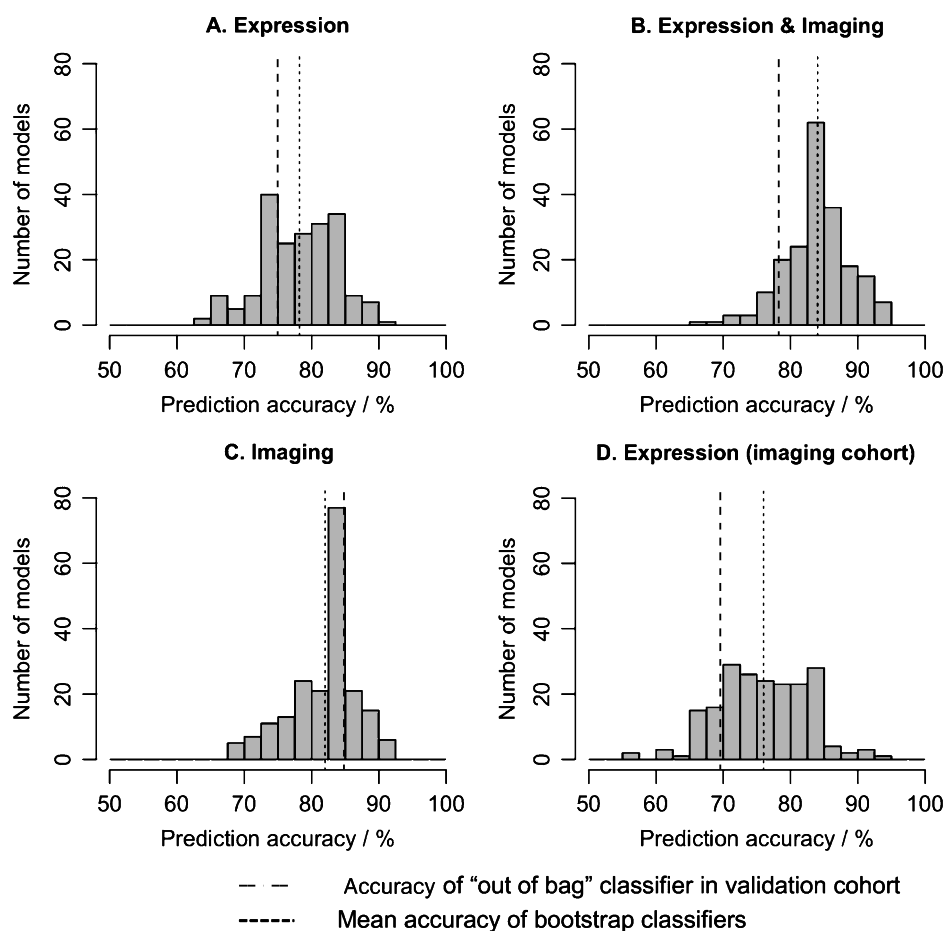 A. Expression
80
60
40
20
0
Number of models
50 60 70 80 90 100
Prediction accuracy / %
B. Expression & Imaging
80
60
40
20
0
Number of models
50 60 70 80 90 100
Prediction accuracy / %
C. Imaging
80
60
40
20
0
Number of models
50 60 70 80 90 100
Prediction accuracy / %
D. Expression (imaging cohort)
80
60
40
20
0
Number of models
50 60 70 80 90 100
Prediction accuracy / %
Accuracy of “out of bag” classifier in validation cohort
Mean accuracy of bootstrap classifiers